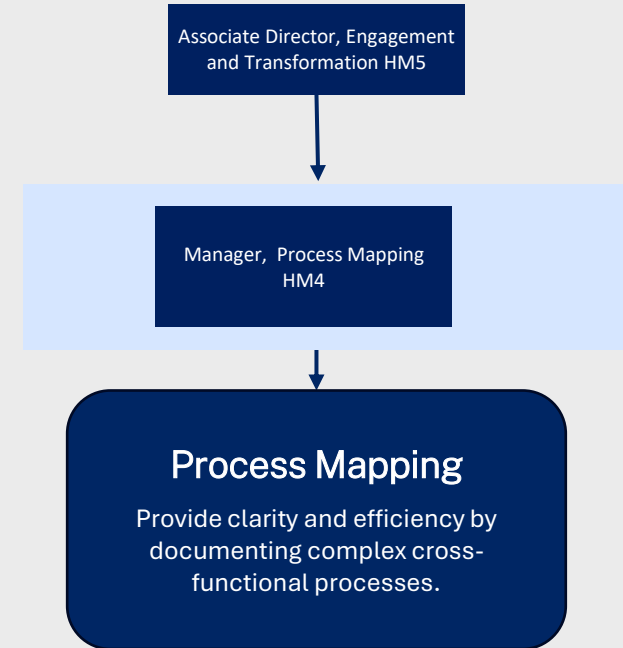 Associate Director, Engagement
and Transformation HM5
Manager,  Process Mapping
HM4
Process Mapping
Provide clarity and efficiency by
documenting complex cross-
functional processes.